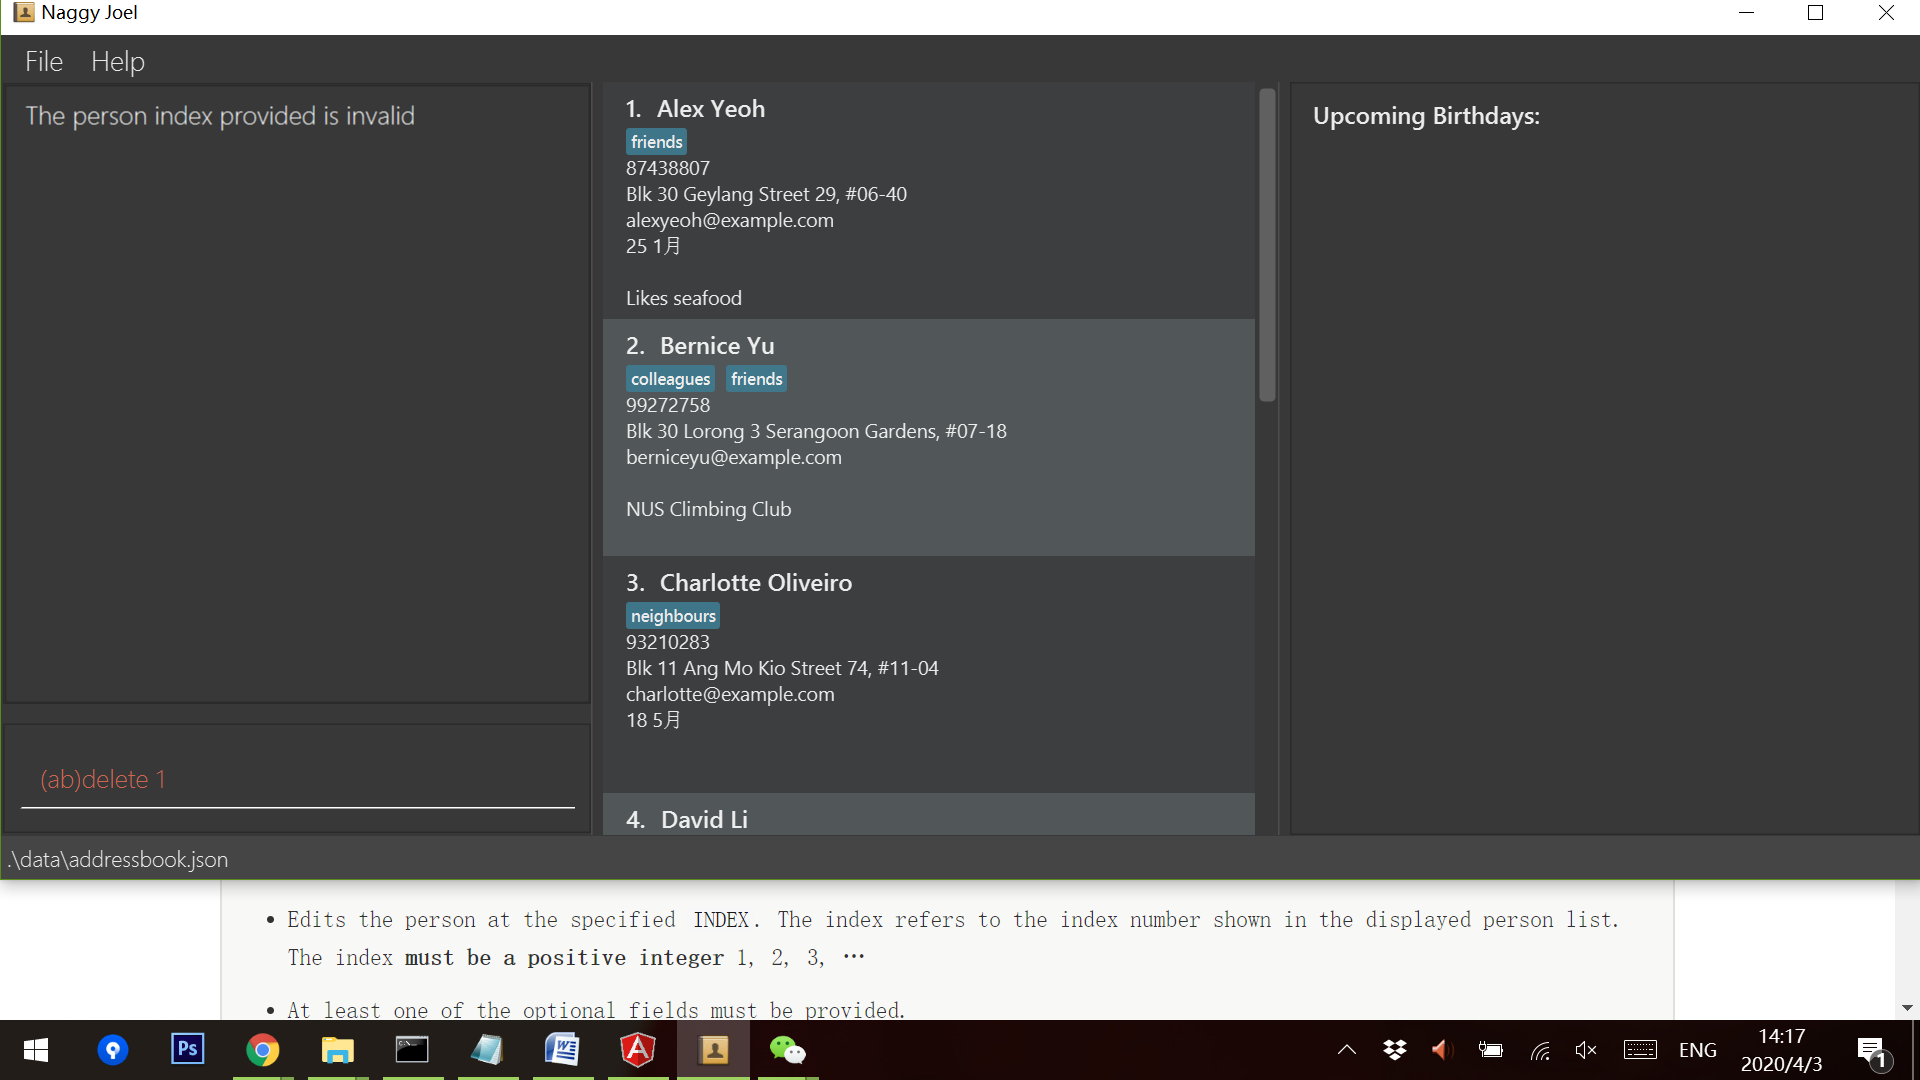 Naggy Joel
File Help
The person index provided is invalid
(ab)delete 1
1. Alex Yeoh
friends
87438807
Blk 30 Geylang Street 29, #06-40
alexyeoh@example.com
25 1月
Likes seafood
2. Bernice Yu
colleagues friends
99272758
Blk 30 Lorong 3 Serangoon Gardens, #07-18
berniceyu@example.com
NUS Climbing Club
3. Charlotte Oliveiro
neighbours
93210283
Blk 11 Ang Mo Kio Street 74, #11-04
charlotte@example.com
18 5月
4. David Li
Upcoming Birthdays:
.\data\addressbook.json
• Edits the person at the specified INDEX. The index refers to the index number shown in the displayed person list.
The index must be a positive integer 1, 2, 3, …
• At least one of the optional fields must be provided.
Ps
ENG
14:17
2020/4/3
1